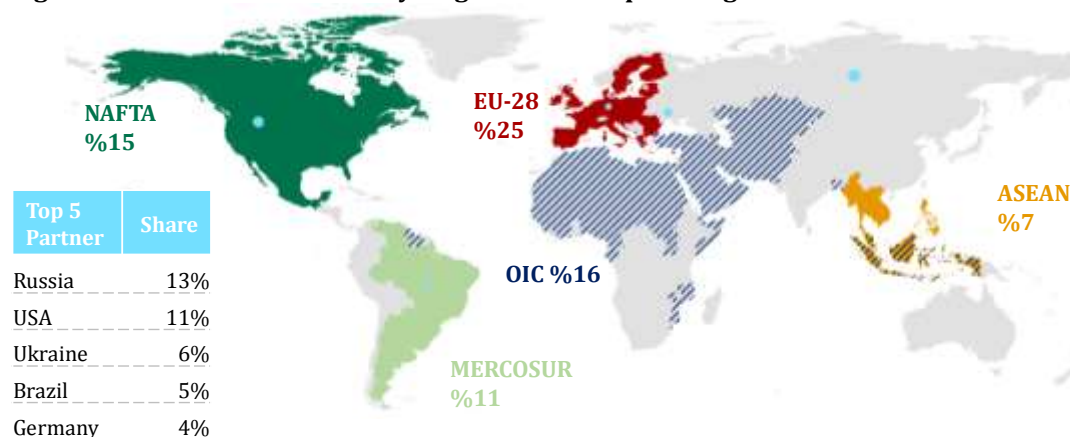 NAFTA
%15
EU-28
%25
ASEAN
%7
OIC %16
MERCOSUR
%11
Top 5 Partner | Share
Russia 13%
USA 11%
Ukraine 6%
Brazil 5%
Germany 4%